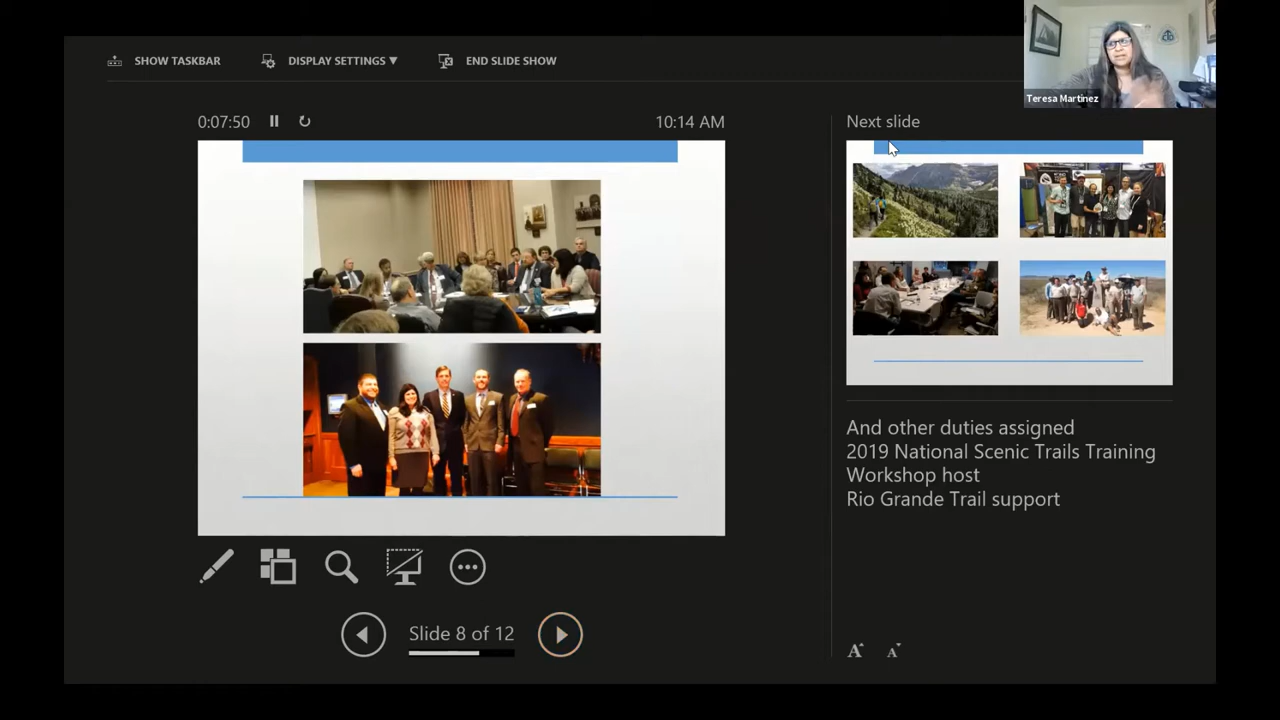 SHOW TASKBAR
DISPLAY SETTINGS ▼
END SLIDE SHOW
Teresa Martinez
0:07:50
10:14 AM
Next slide
And other duties assigned
2019 National Scenic Trails Training
Workshop host
Rio Grande Trail support
Slide 8 of 12
A
A